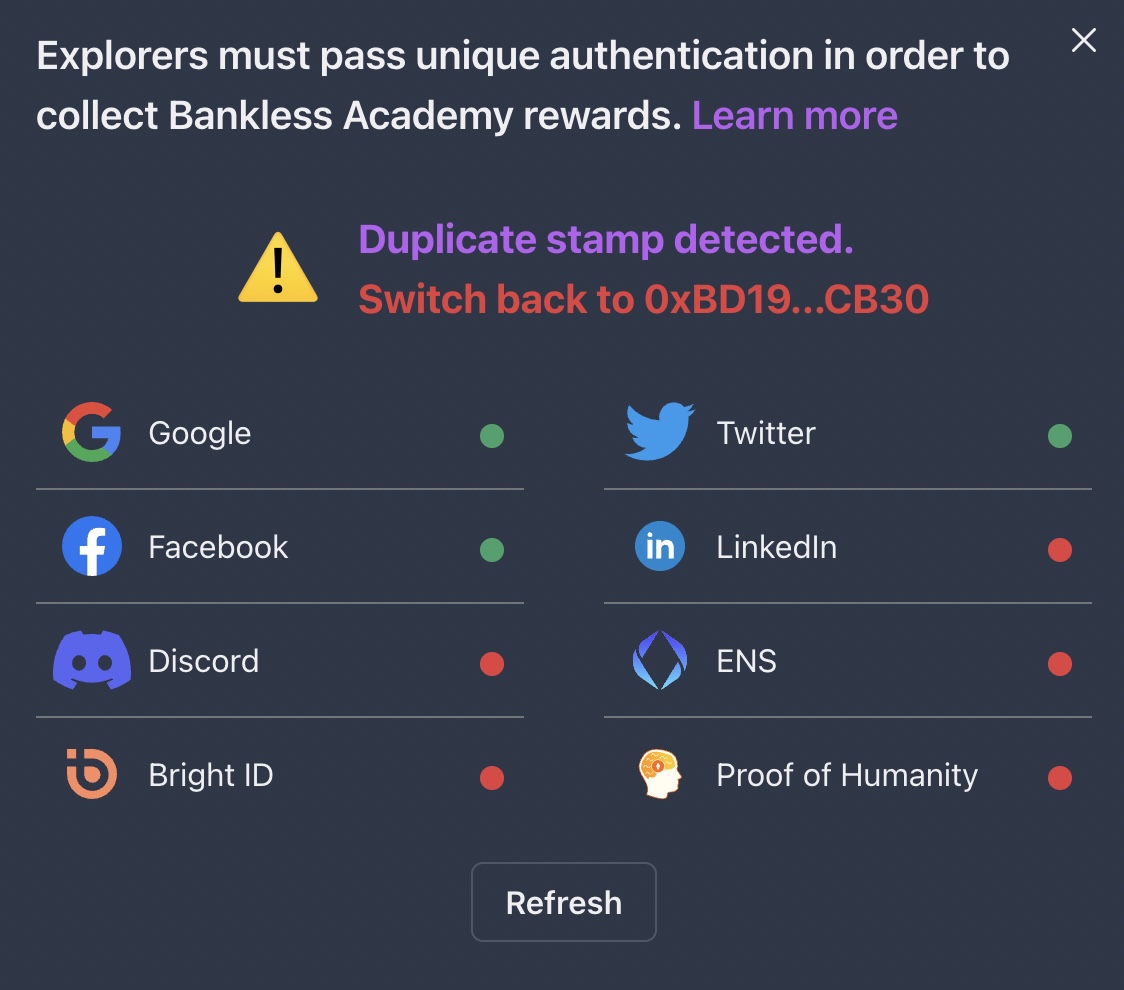 Explorers must pass unique authentication in order to
collect Bankless Academy rewards. Learn more
Duplicate stamp detected.
Switch back to 0xBD19...CB30
Google
Twitter
Facebook
LinkedIn
Discord
ENS
Bright ID
Proof of Humanity
Refresh